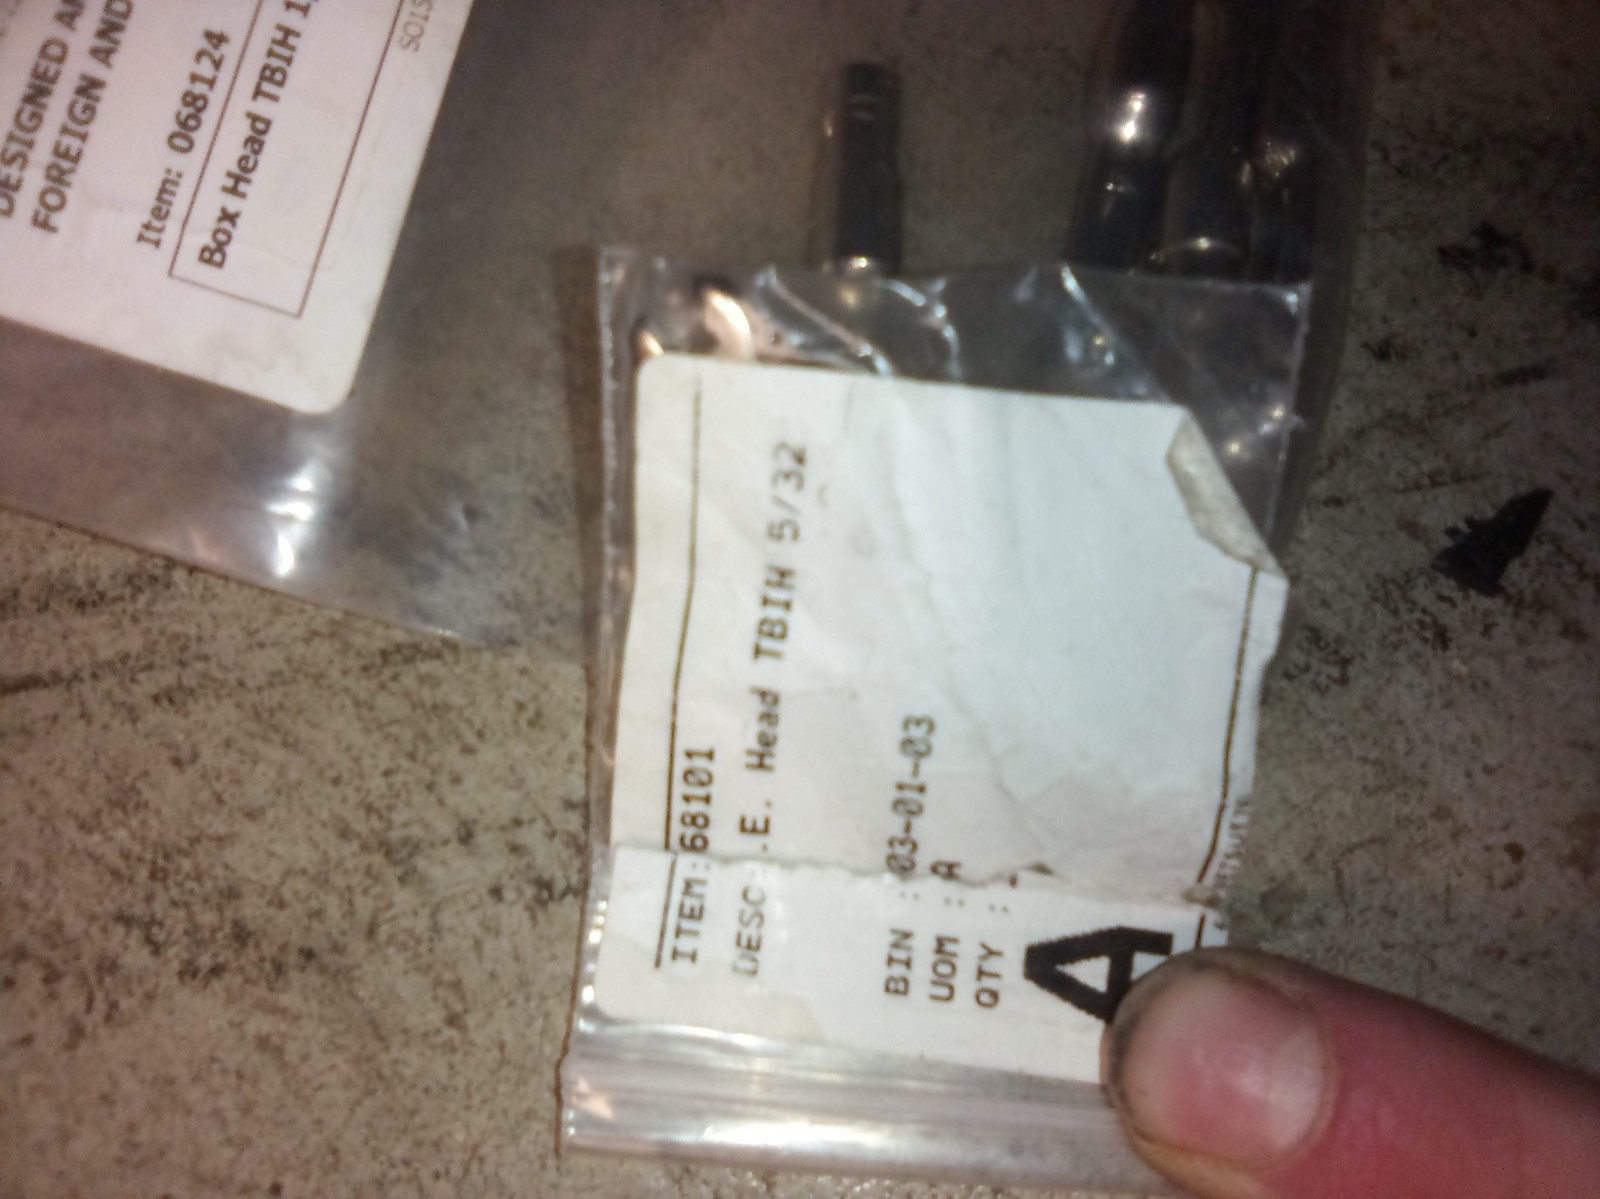 DESIGNED
FOREIGN AND
Item: 068124
Box Head TBIH
ITEM:68101
DESC:.E. Head TBIH 5/32
BIN : 03-01-03
UOM : A
QTY :
A